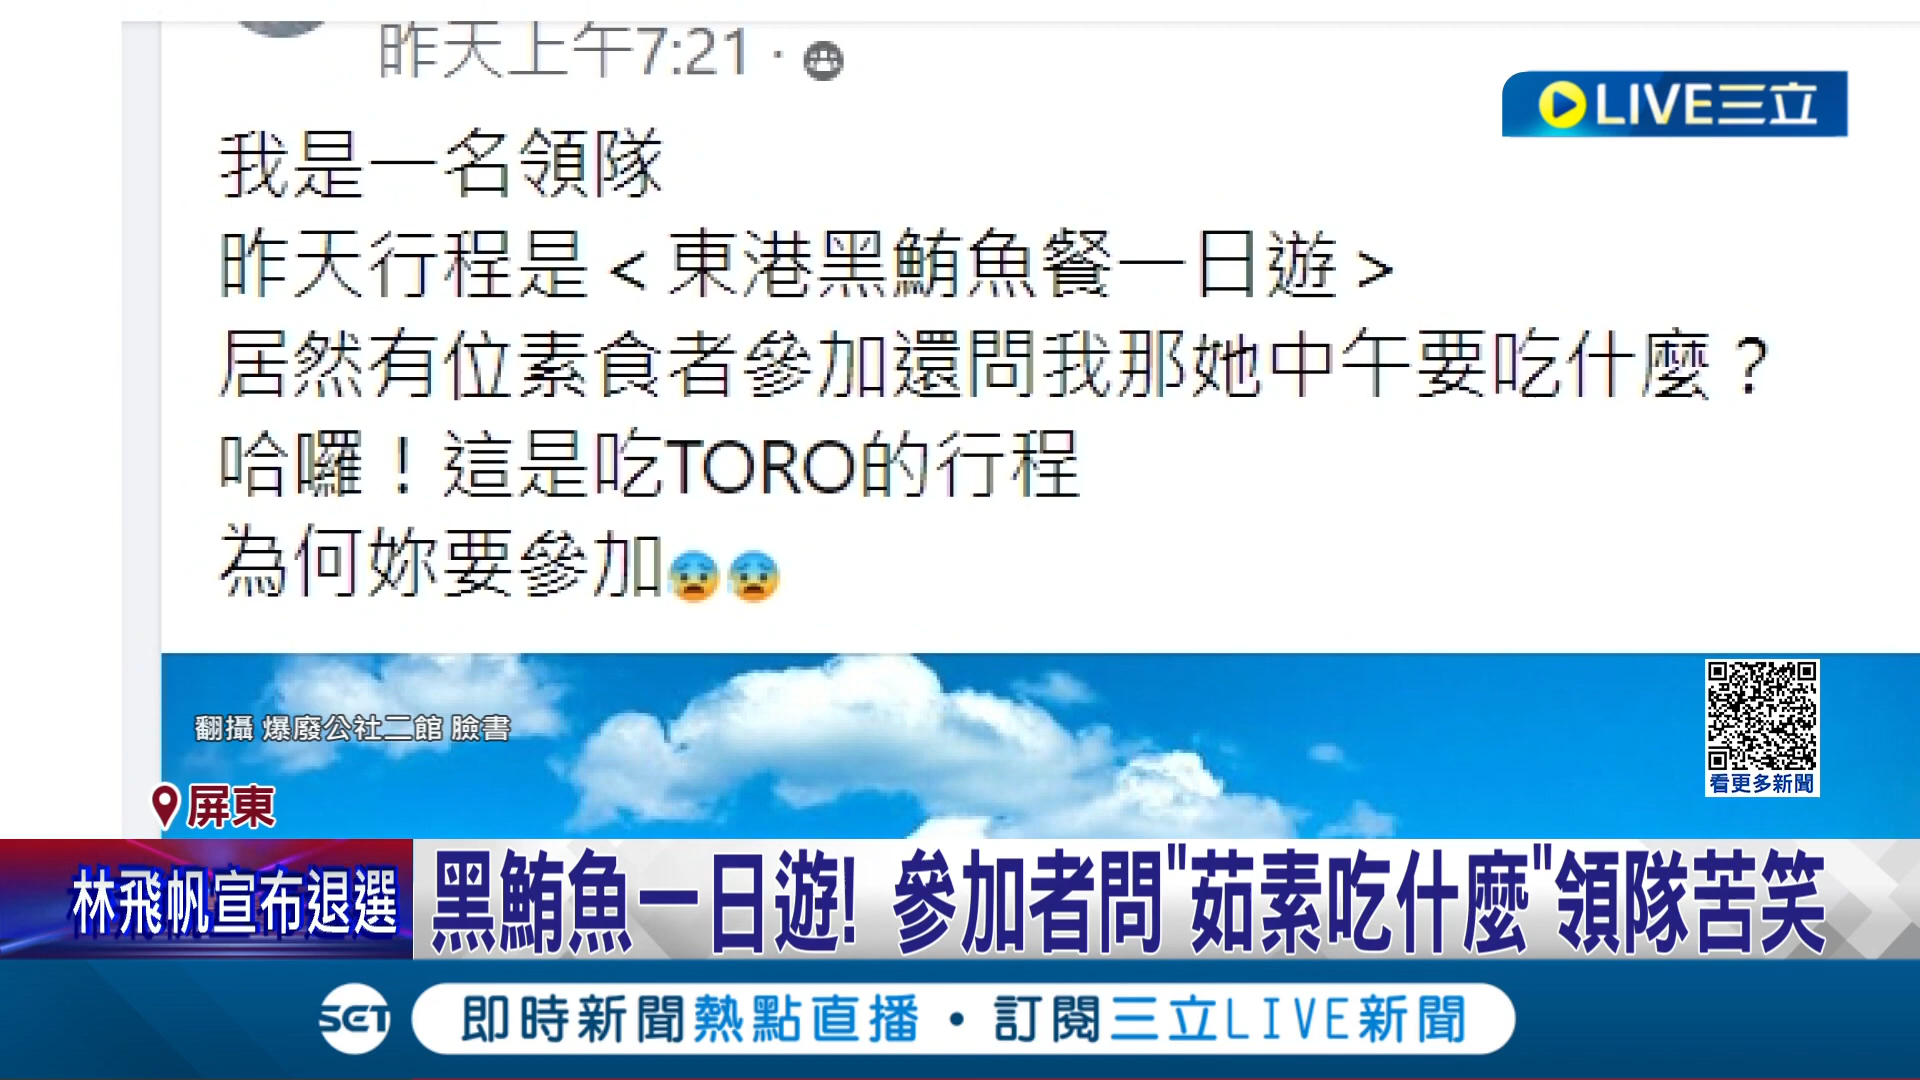 昨天上午7:21 ·
LIVE三立
我是一名領隊
昨天行程是＜東港黑鮪魚餐一日遊＞
居然有位素食者參加還問我那她中午要吃什麼？
哈囉！這是吃TORO的行程
為何妳要參加😰😰
翻攝 爆廢公社二館 臉書
看更多新聞
屏東
林飛帆宣布退選
黑鮪魚一日遊! 參加者問"茹素吃什麼"領隊苦笑
SET
即時新聞熱點直播・訂閱三立LIVE新聞